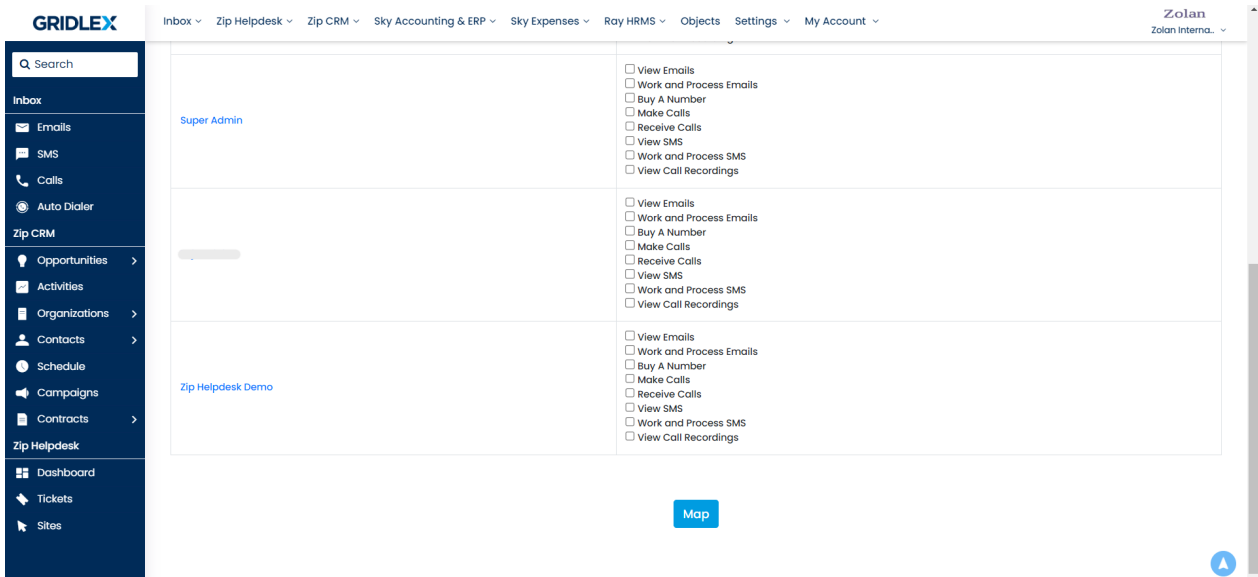 GRIDLEX
Inbox Zip Helpdesk Zip CRM Sky Accounting & ERP Sky Expenses Ray HRMS Objects Settings My Account
Zolan
Zolan Interna..
Search
Inbox
Emails
SMS
Calls
Auto Dialer
Zip CRM
Opportunities
Activities
Organizations
Contacts
Schedule
Campaigns
Contracts
Zip Helpdesk
Dashboard
Tickets
Sites
Super Admin
View Emails
Work and Process Emails
Buy A Number
Make Calls
Receive Calls
View SMS
Work and Process SMS
View Call Recordings
View Emails
Work and Process Emails
Buy A Number
Make Calls
Receive Calls
View SMS
Work and Process SMS
View Call Recordings
Zip Helpdesk Demo
View Emails
Work and Process Emails
Buy A Number
Make Calls
Receive Calls
View SMS
Work and Process SMS
View Call Recordings
Map